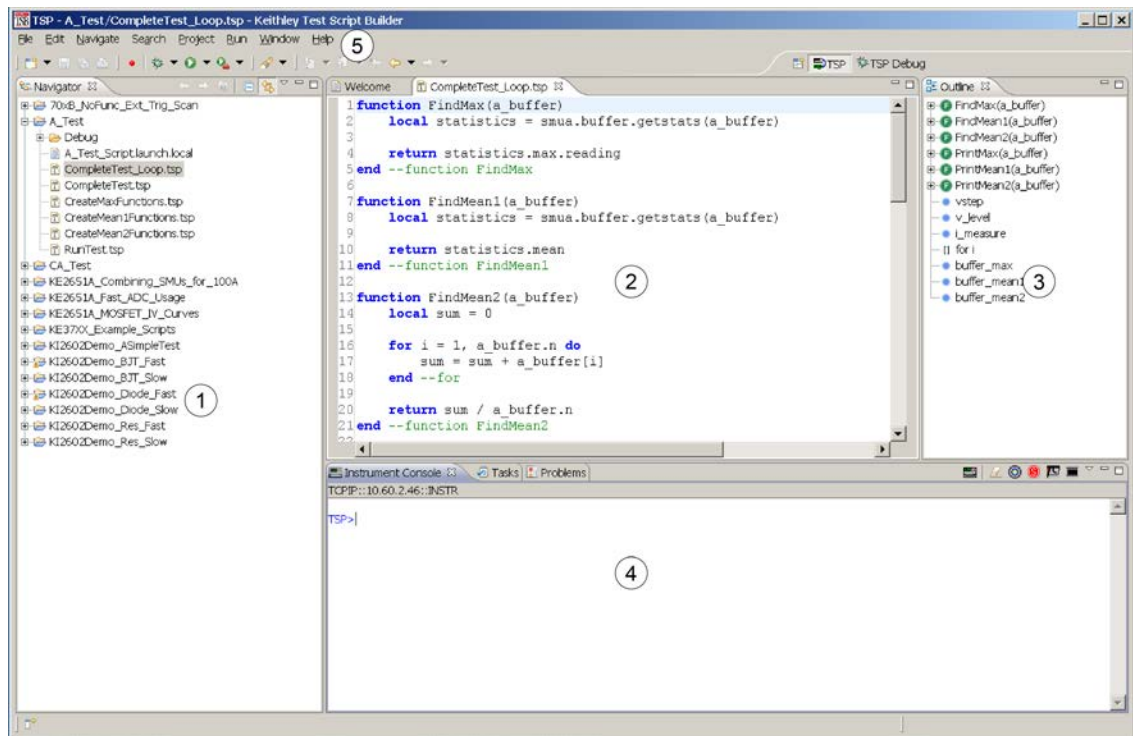 TSP - A_Test/CompleteTest_Loop.tsp - Keithley Test Script Builder
File Edit Navigate Search Project Run Window Help
5
TSP TSP Debug
Navigator
70xB_NoFunc_Ext_Trig_Scan
A_Test
Debug
A_Test_Script.launch.local
CompleteTest_Loop.tsp
CompleteTest.tsp
CreateMaxFunctions.tsp
CreateMean1Functions.tsp
CreateMean2Functions.tsp
RunTest.tsp
CA_Test
KE2651A_Combining_SMUs_for_100A
KE2651A_Fast_ADC_Usage
KE2651A_MOSFET_IV_Curves
KE37XX_Example_Scripts
KI2602Demo_ASimpleTest
KI2602Demo_BJT_Fast
KI2602Demo_BJT_Slow
KI2602Demo_Diode_Fast
KI2602Demo_Diode_Slow
KI2602Demo_Res_Fast
KI2602Demo_Res_Slow
1
Welcome CompleteTest_Loop.tsp
1 function FindMax(a_buffer)
2 local statistics = smua.buffer.getstats(a_buffer)
3
4 return statistics.max.reading
5 end --function FindMax
6
7 function FindMean1(a_buffer)
8 local statistics = smua.buffer.getstats(a_buffer)
9
10 return statistics.mean
11 end --function FindMean1
12
13 function FindMean2(a_buffer)
14 local sum = 0
15
16 for i = 1, a_buffer.n do
17 sum = sum + a_buffer[i]
18 end --for
19
20 return sum / a_buffer.n
21 end --function FindMean2
22
2
Outline
FindMax(a_buffer)
FindMean1(a_buffer)
FindMean2(a_buffer)
PrintMax(a_buffer)
PrintMean1(a_buffer)
PrintMean2(a_buffer)
vstep
v_level
i_measure
for i
buffer_max
buffer_mean1
buffer_mean2
3
Instrument Console Tasks Problems
TCPIP::10.60.2.46::INSTR
TSP>
4